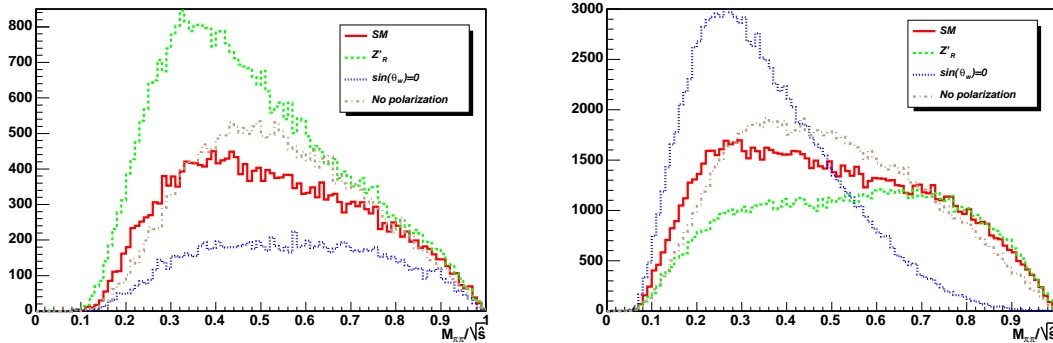 800
700
600
500
400
300
200
100
0
0 0.1 0.2 0.3 0.4 0.5 0.6 0.7 0.8 0.9 1
M_ππ/√ŝ
SM
Z'_R
sin(θ_w)=0
No polarization
3000
2500
2000
1500
1000
500
0
0 0.1 0.2 0.3 0.4 0.5 0.6 0.7 0.8 0.9 1
M_ππ/√ŝ
SM
Z'_R
sin(θ_w)=0
No polarization